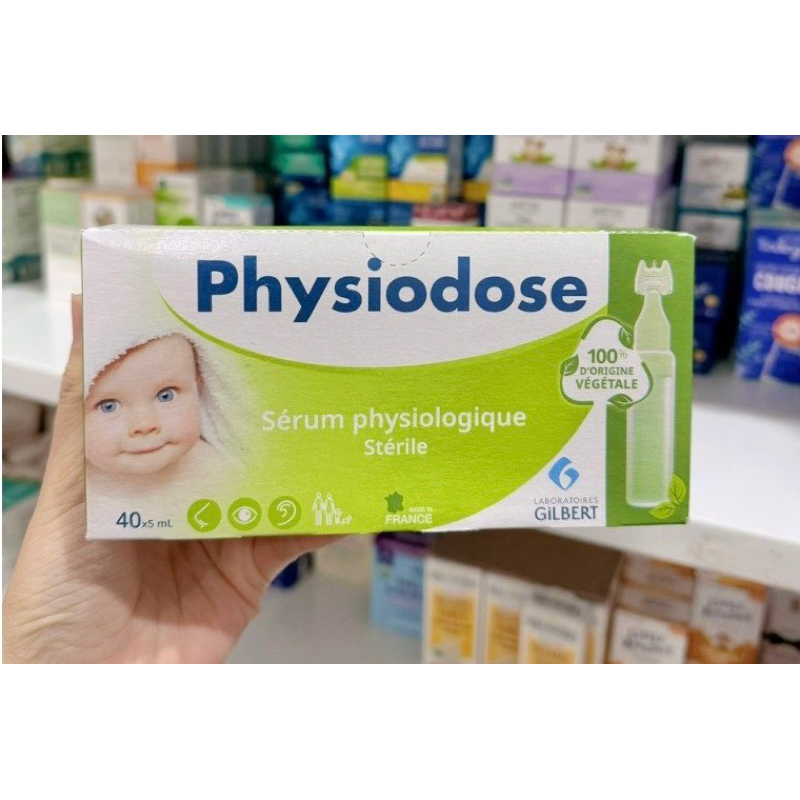 Physiodose
100%
D'ORIGINE
VÉGÉTALE
Sérum physiologique
Stérile
40x5 mL
MADE IN
FRANCE
LABORATOIRES
GILBERT